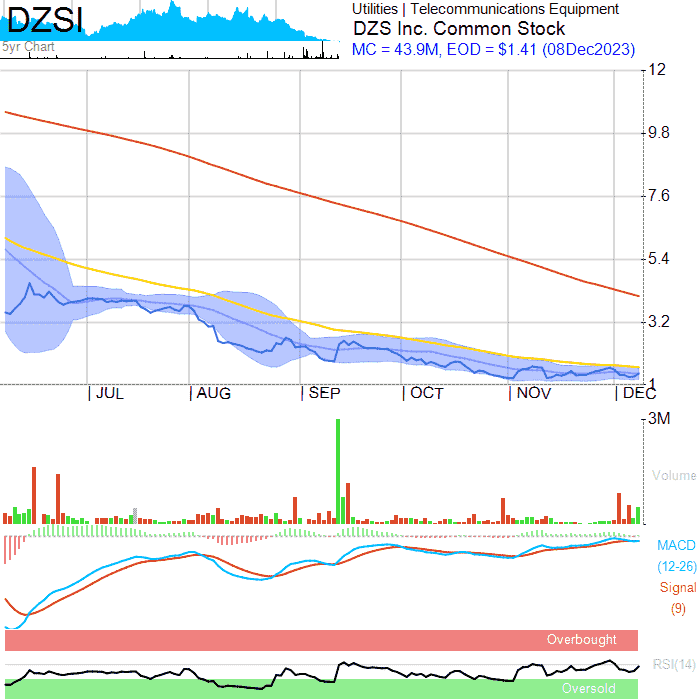 DZSI
5yr Chart
Utilities | Telecommunications Equipment
DZS Inc. Common Stock
MC = 43.9M, EOD = $1.41 (08Dec2023)
12
9.8
7.6
5.4
3.2
1
JUL
AUG
SEP
OCT
NOV
DEC
3M
Volume
MACD
(12-26)
Signal
(9)
Overbought
RSI(14)
Oversold